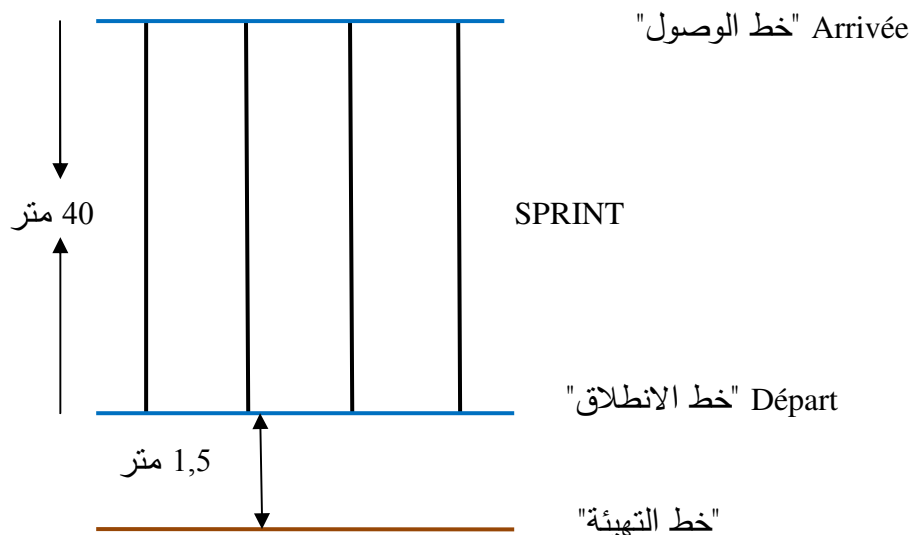 Arrivée "خط الوصول"
40 متر
SPRINT
Départ "خط الانطلاق"
1,5 متر
"خط التهيئة"